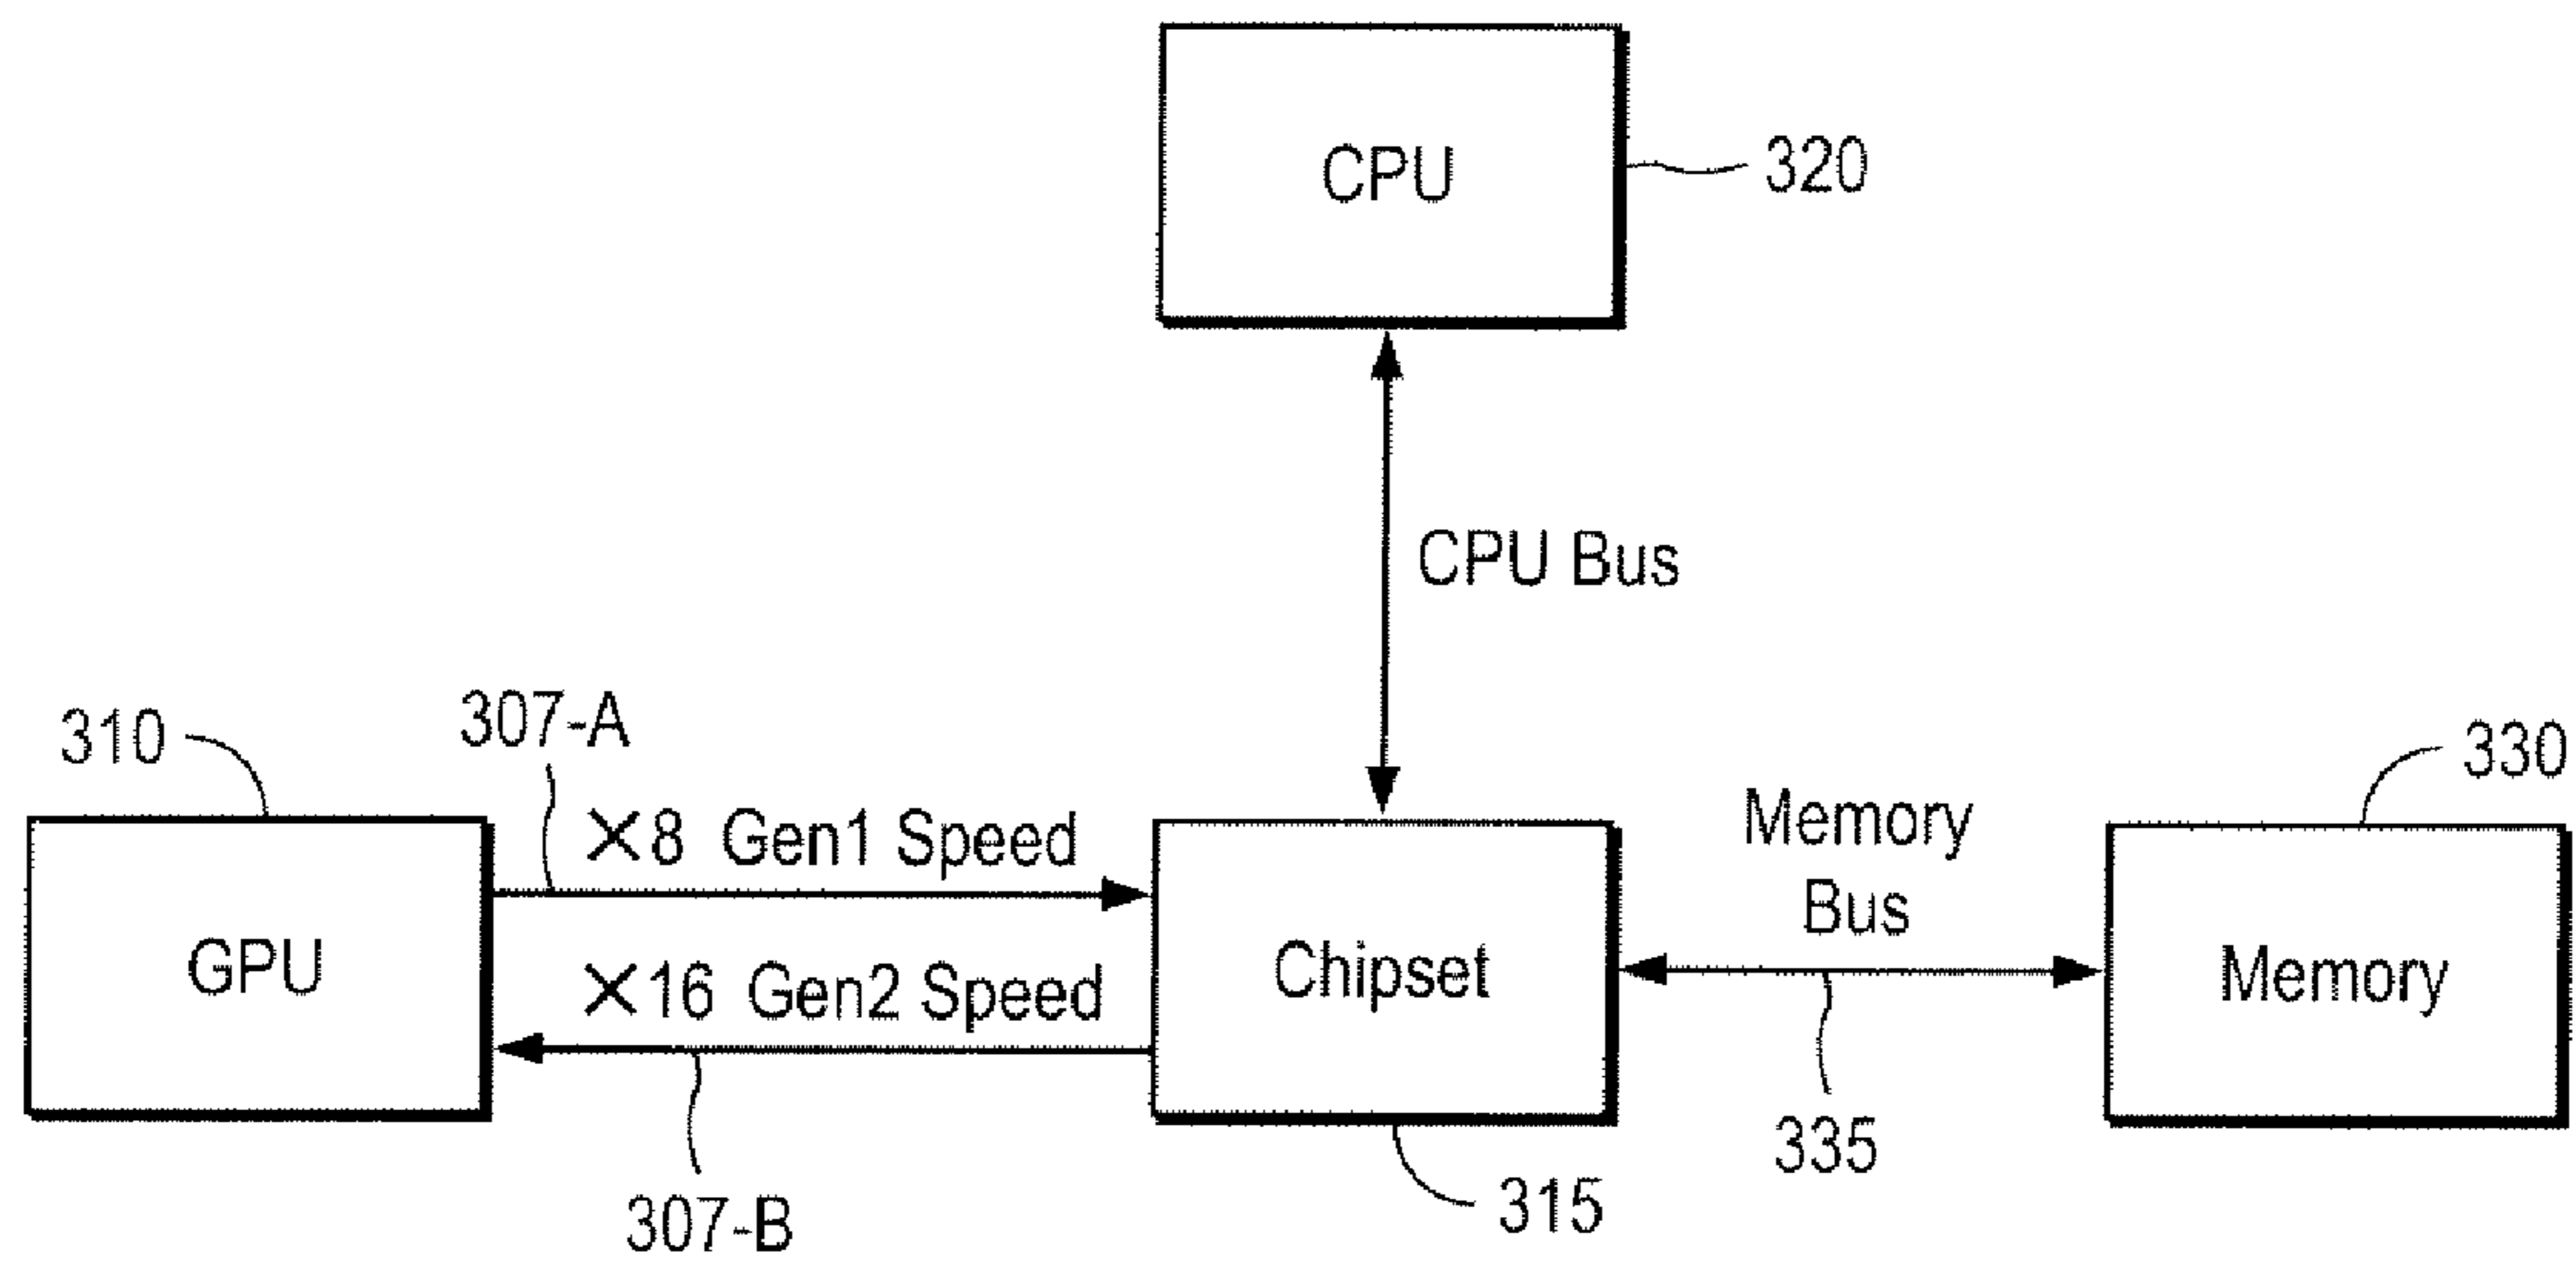 CPU
320
CPU Bus
310
307-A
×8 Gen1 Speed
Memory
Bus
330
GPU
×16 Gen2 Speed
Chipset
Memory
335
307-B
315